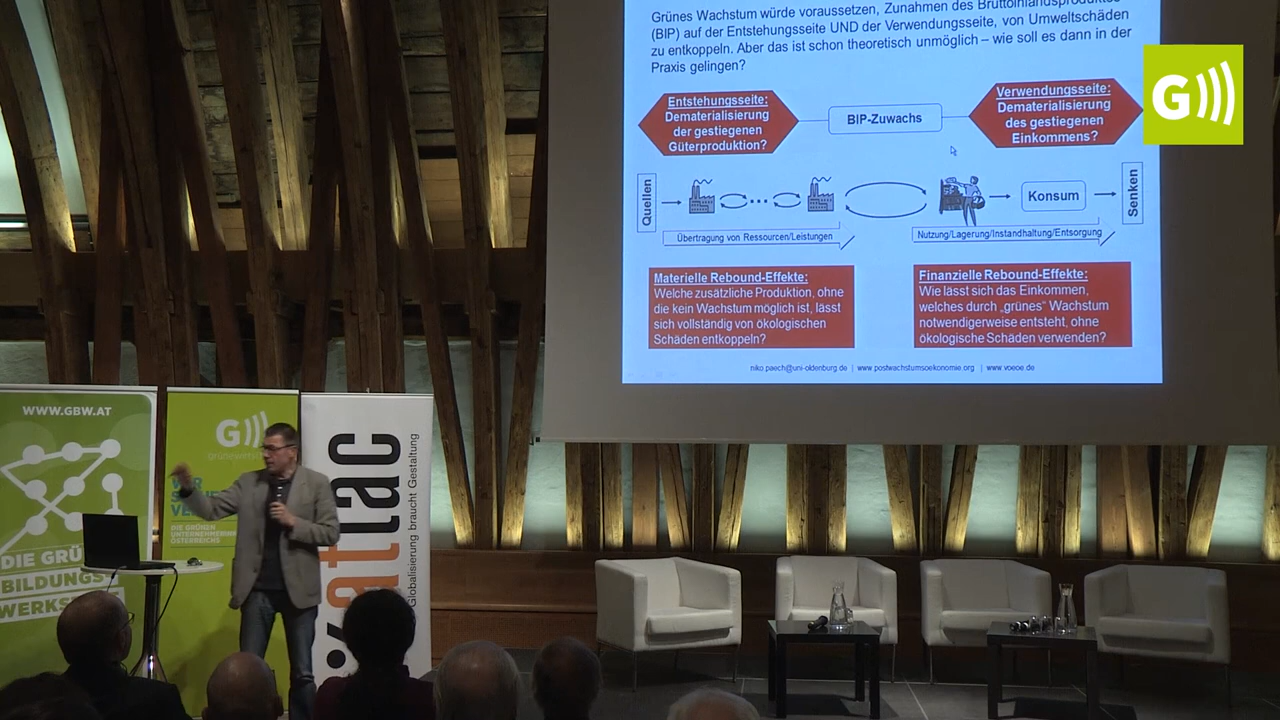 Grünes Wachstum würde voraussetzen, Zunahmen des Bruttoinlandsproduktes
(BIP) auf der Entstehungsseite UND der Verwendungsseite, von Umweltschäden
zu entkoppeln. Aber das ist schon theoretisch unmöglich – wie soll es dann in der
Praxis gelingen?
Entstehungsseite:
Dematerialisierung
der gestiegenen
Güterproduktion?
BIP-Zuwachs
Verwendungsseite:
Dematerialisierung
des gestiegenen
Einkommens?
G
Quellen
Konsum
Senken
Übertragung von Ressourcen/Leistungen
Nutzung/Lagerung/Instandhaltung/Entsorgung
Materielle Rebound-Effekte:
Welche zusätzliche Produktion, ohne
die kein Wachstum möglich ist, lässt
sich vollständig von ökologischen
Schäden entkoppeln?
Finanzielle Rebound-Effekte:
Wie lässt sich das Einkommen,
welches durch „grünes“ Wachstum
notwendigerweise entsteht, ohne
ökologische Schäden verwenden?
niko.paech@uni-oldenburg.de | www.postwachstumsoekonomie.org | www.voeoe.de
WWW.GBW.AT
DIE GRÜ
BILDUNGS
WERKS
G
DIE GRÜNEN
ÖSTERREICHS
attac
Globalisierung braucht Gestaltung